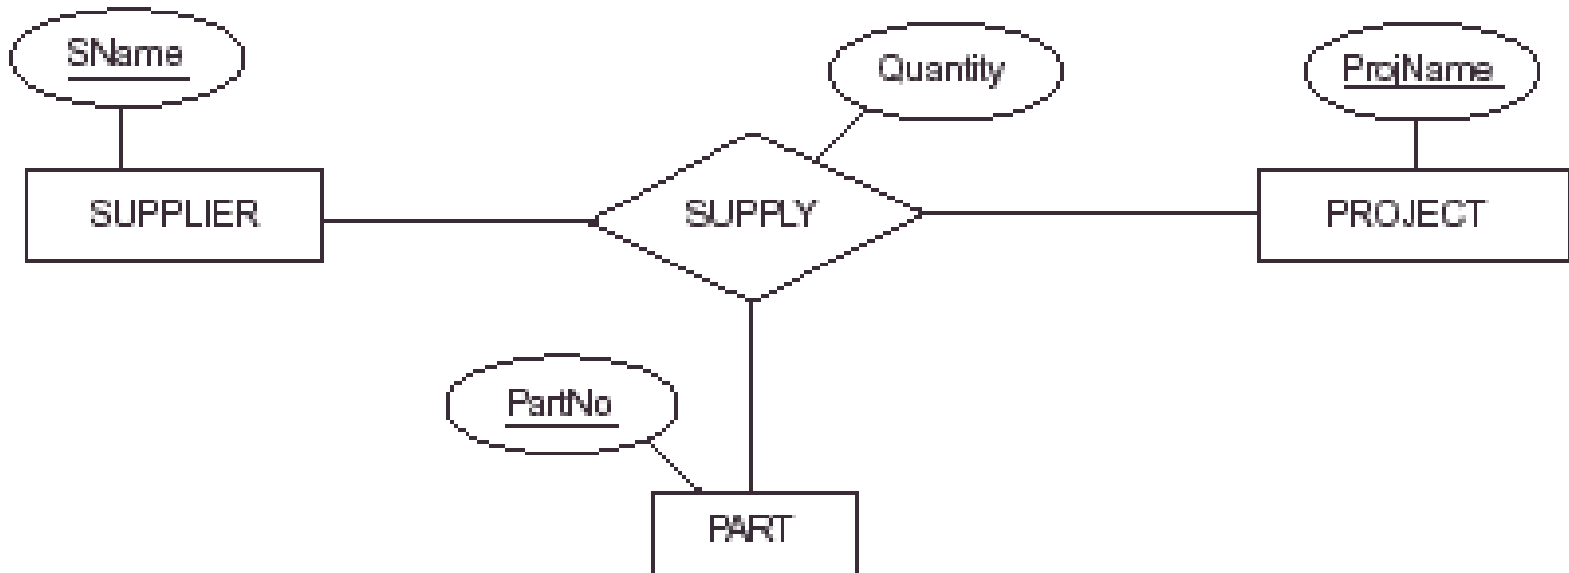 SName
Quantity
ProjName
SUPPLIER
SUPPLY
PROJECT
PartNo
PART